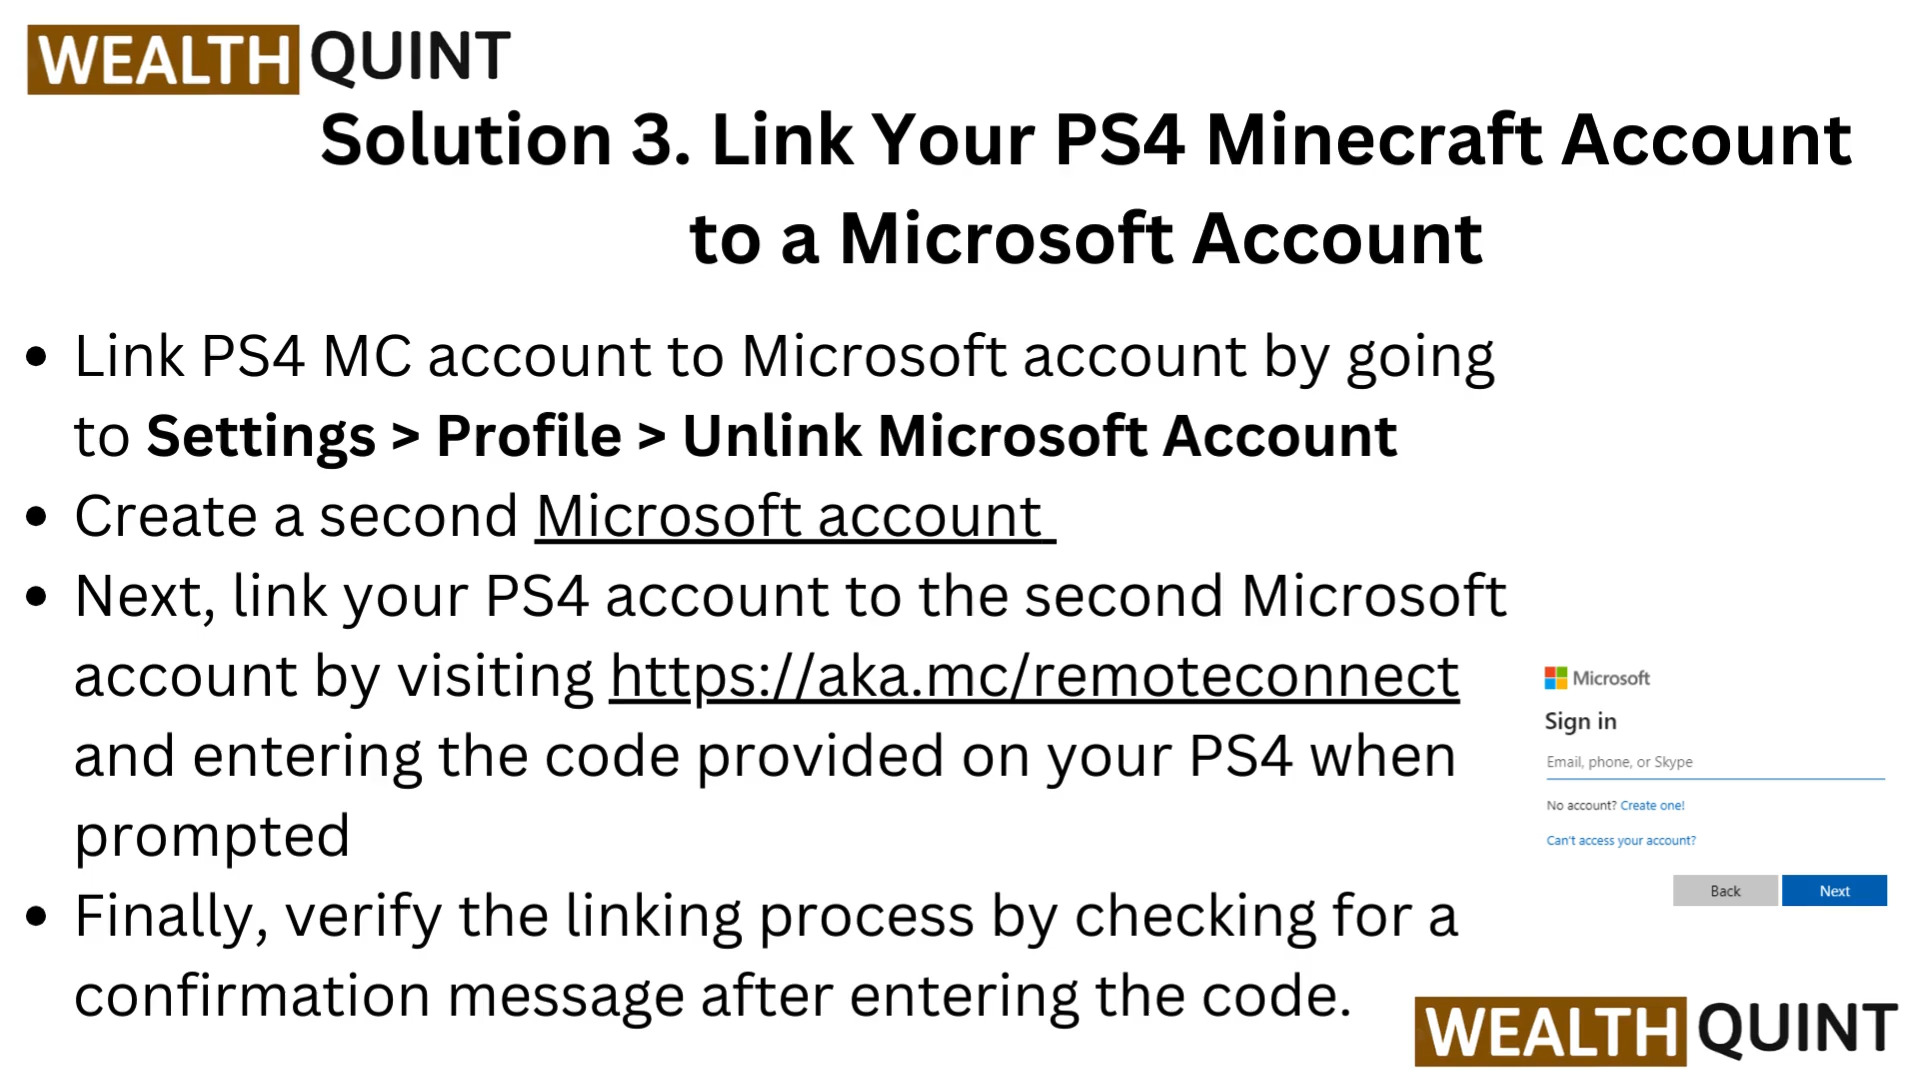 WEALTH QUINT
Solution 3. Link Your PS4 Minecraft Account
to a Microsoft Account
• Link PS4 MC account to Microsoft account by going
to Settings > Profile > Unlink Microsoft Account
• Create a second Microsoft account
• Next, link your PS4 account to the second Microsoft
account by visiting https://aka.mc/remoteconnect
and entering the code provided on your PS4 when
prompted
• Finally, verify the linking process by checking for a
confirmation message after entering the code.
Microsoft
Sign in
Email, phone, or Skype
No account? Create one!
Can't access your account?
Back Next
WEALTH QUINT